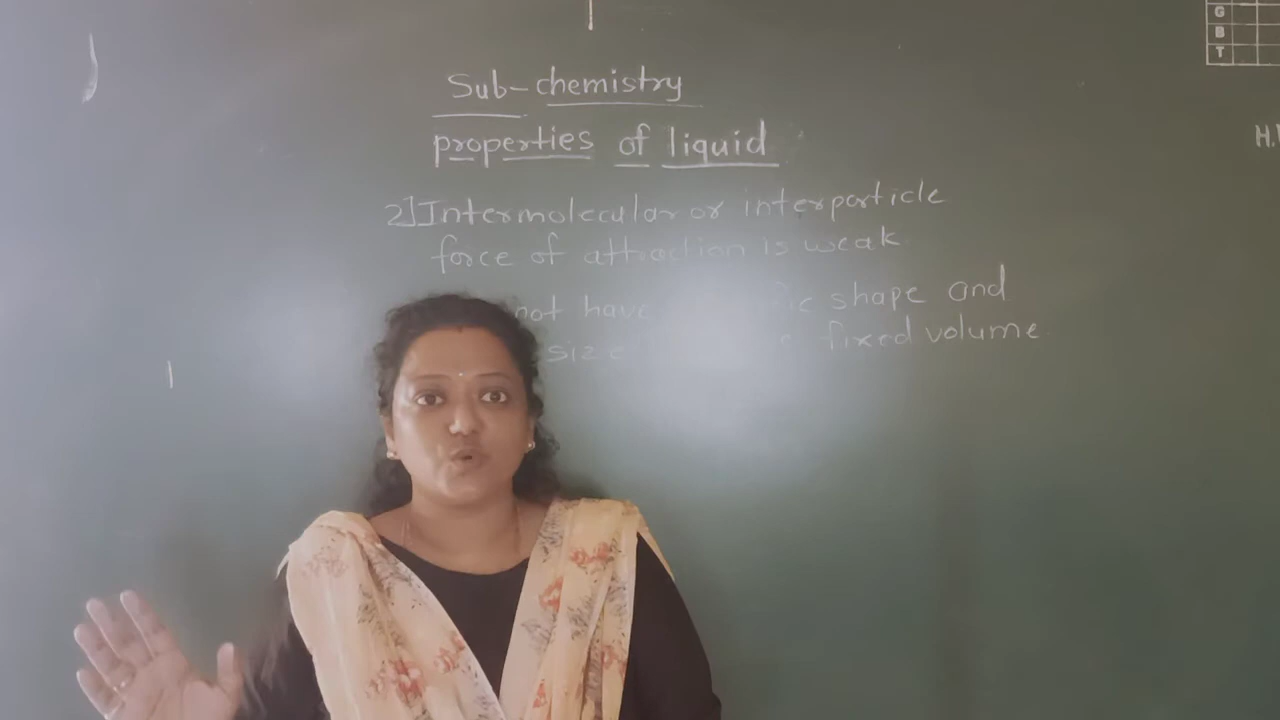 Sub-chemistry
properties of liquid
2]Intermolecular or interparticle
force of attraction is weak
not have shape and
size fixed volume
G
B
T
H.